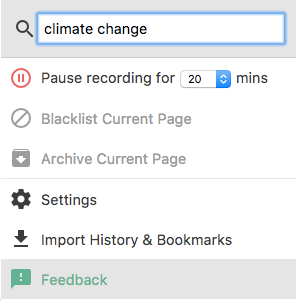 climate change
Pause recording for 20 mins
Blacklist Current Page
Archive Current Page
Settings
Import History & Bookmarks
Feedback